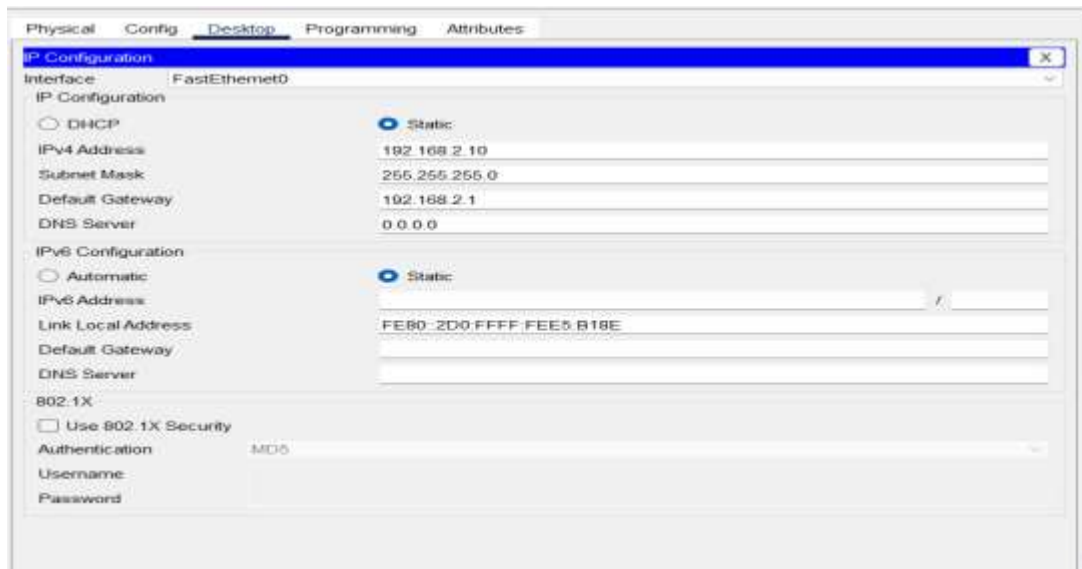 Physical Config Desktop Programming Attributes
IP Configuration X
Interface FastEthernet0
IP Configuration
DHCP Static
IPv4 Address 192.168.2.10
Subnet Mask 255.255.255.0
Default Gateway 192.168.2.1
DNS Server 0.0.0.0
IPv6 Configuration
Automatic Static
IPv6 Address /
Link Local Address FE80::2D0:FFFF:FEE5:B18E
Default Gateway
DNS Server
802.1X
Use 802.1X Security
Authentication MD5
Username
Password